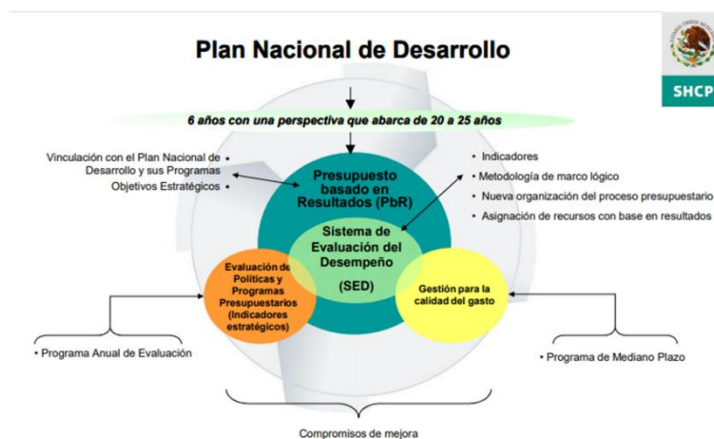 Plan Nacional de Desarrollo
SHCP
6 años con una perspectiva que abarca de 20 a 25 años
Vinculación con el Plan Nacional de •
Desarrollo y sus Programas
Objetivos Estratégicos •
Presupuesto
basado en
Resultados (PbR)
• Indicadores
• Metodología de marco lógico
• Nueva organización del proceso presupuestario
• Asignación de recursos con base en resultados
Sistema de
Evaluación del
Desempeño
(SED)
Evaluación de
Políticas y
Programas
Presupuestarios
(Indicadores
estratégicos)
Gestión para la
calidad del gasto
• Programa Anual de Evaluación
• Programa de Mediano Plazo
Compromisos de mejora